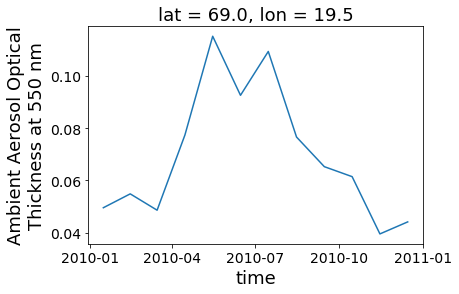 lat = 69.0, lon = 19.5
Ambient Aerosol Optical
Thickness at 550 nm
0.10
0.08
0.06
0.04
2010-01 2010-04 2010-07 2010-10 2011-01
time